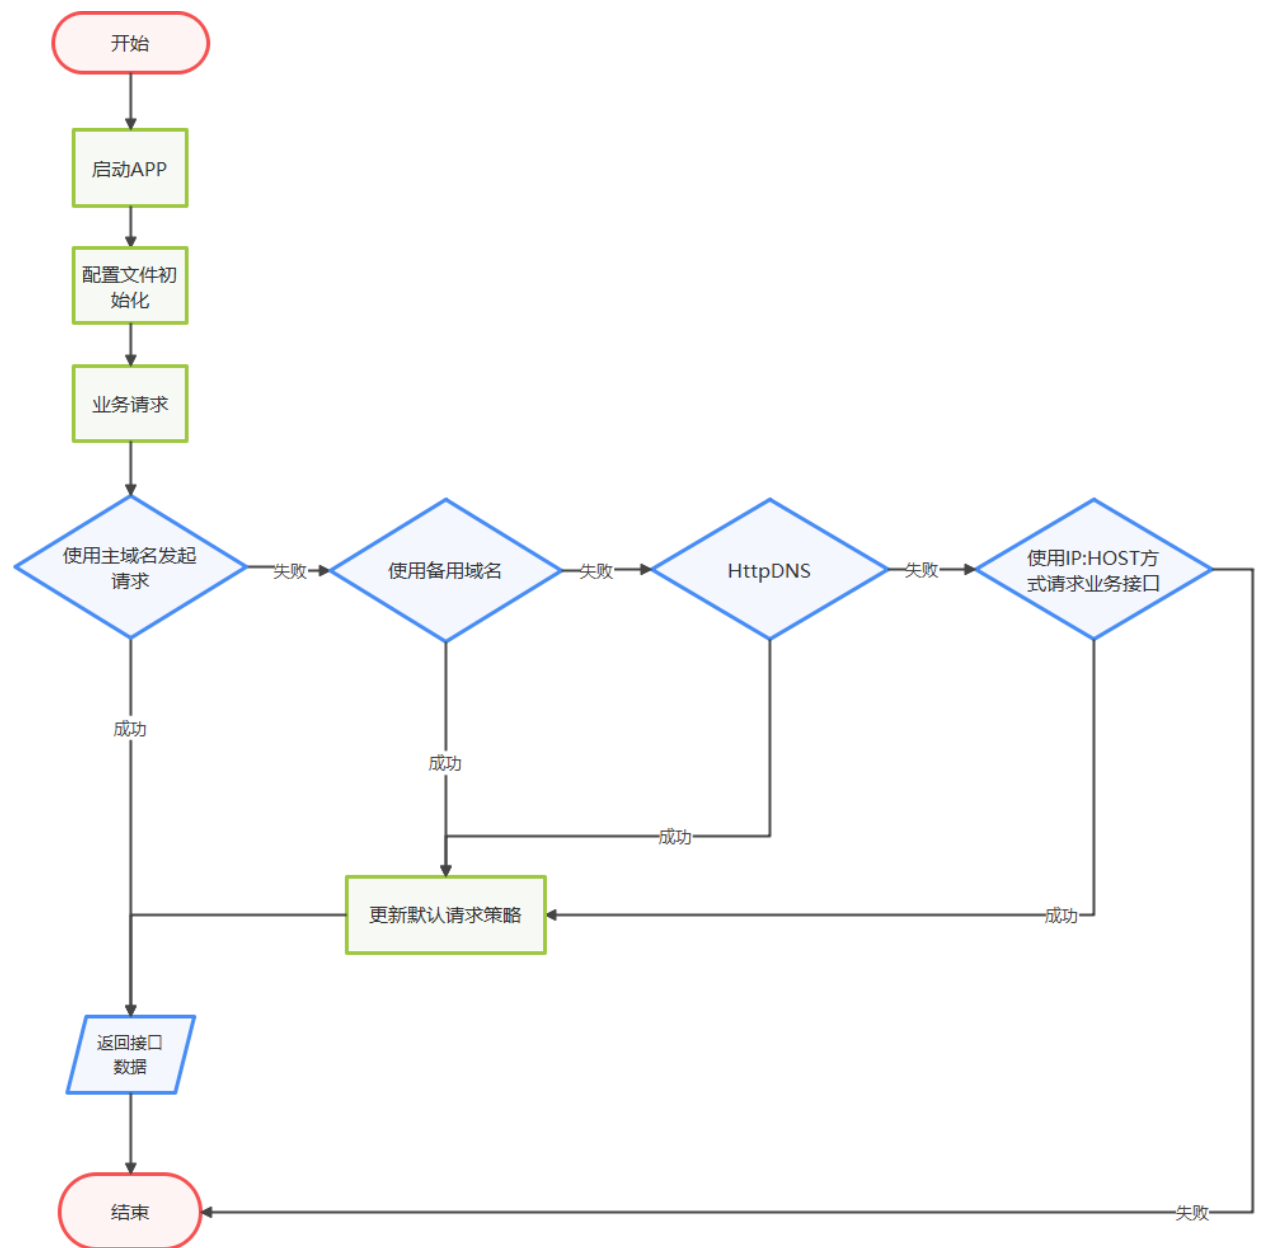 开始
启动APP
配置文件初
始化
业务请求
使用主域名发起
请求
失败
使用备用域名
失败
HttpDNS
失败
使用IP:HOST方
式请求业务接口
成功
成功
成功
更新默认请求策略
成功
返回接口
数据
结束
失败